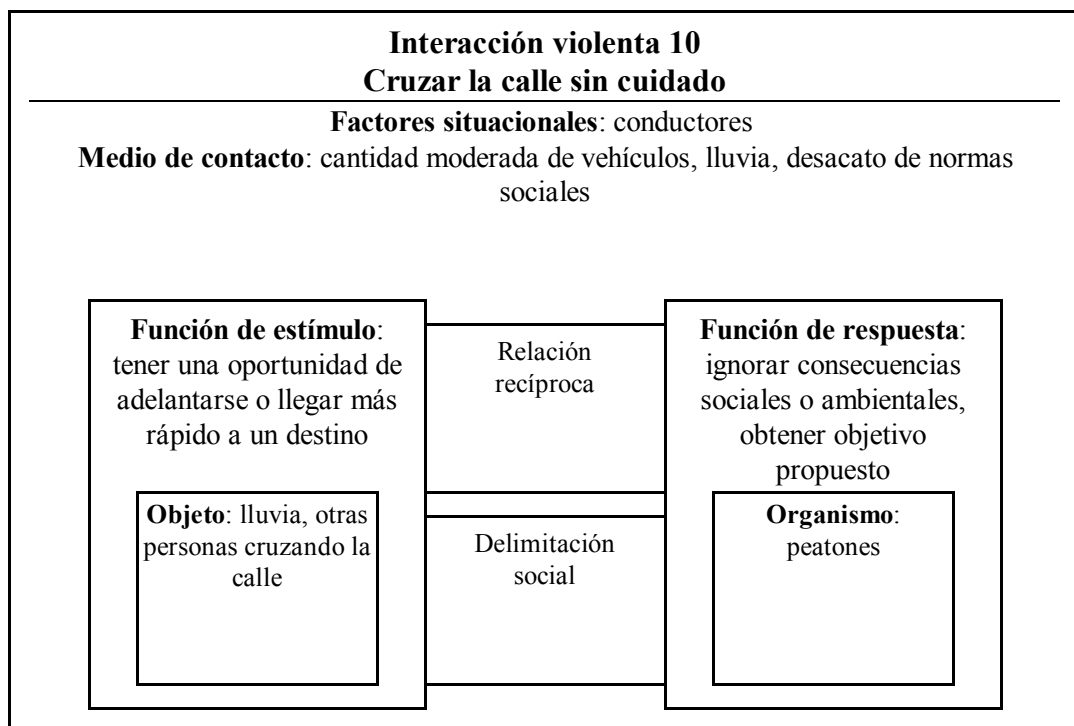 Interacción violenta 10
Cruzar la calle sin cuidado
Factores situacionales: conductores
Medio de contacto: cantidad moderada de vehículos, lluvia, desacato de normas
sociales
Función de estímulo:
tener una oportunidad de
adelantarse o llegar más
rápido a un destino
Objeto: lluvia, otras
personas cruzando la
calle
Relación
recíproca
Delimitación
social
Función de respuesta:
ignorar consecuencias
sociales o ambientales,
obtener objetivo
propuesto
Organismo:
peatones